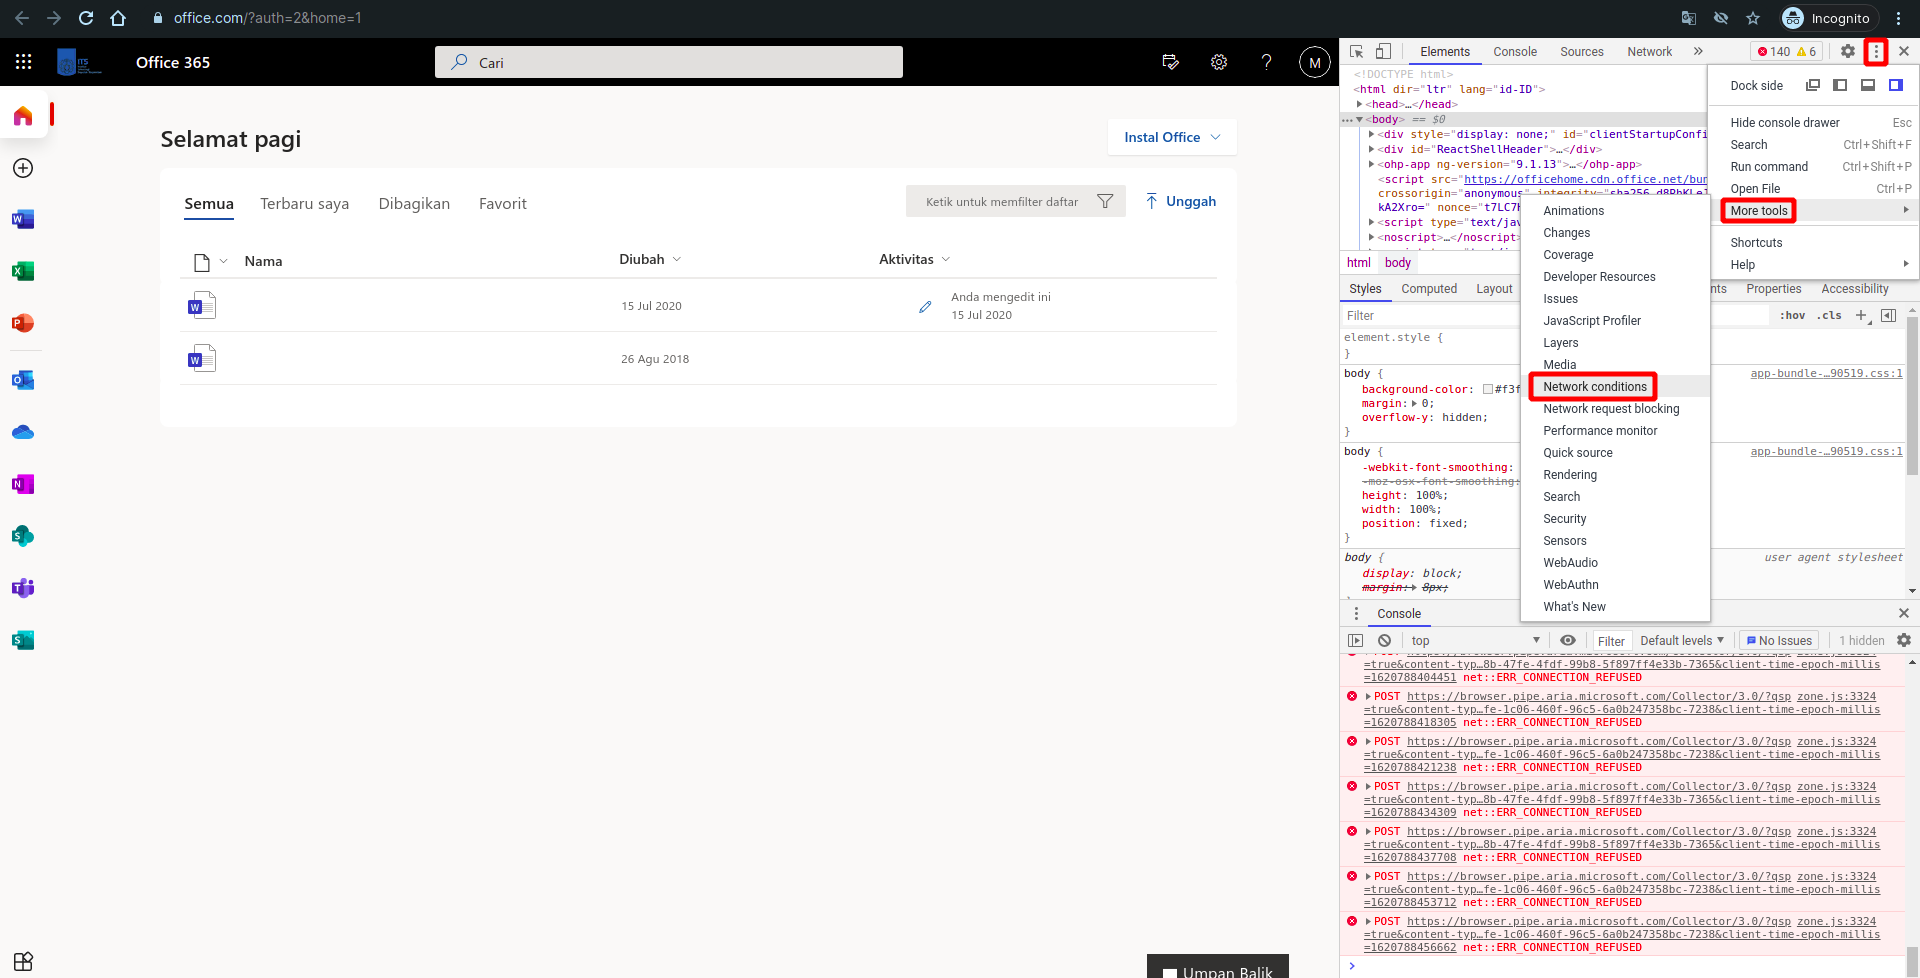 office.com/?auth=2&home=1
Incognito
ITS
Office 365
Cari
?
M
Selamat pagi
Instal Office
Semua
Terbaru saya
Dibagikan
Favorit
Ketik untuk memfilter daftar
Unggah
Nama
Diubah
Aktivitas
15 Jul 2020
Anda mengedit ini
15 Jul 2020
26 Agu 2018
Umpan Balik
Elements
Console
Sources
Network
»
140
6
<!DOCTYPE html>
<html dir="ltr" lang="id-ID">
<head>…</head>
<body> == $0
<div style="display: none;" id="clientStartupConfi
<div id="ReactShellHeader">…</div>
<ohp-app ng-version="9.1.13">…</ohp-app>
<script src="https://officehome.cdn.office.net/bun
crossorigin="anonymous"
kA2Xro=" nonce="t7LC7
<script type="text/jav
<noscript>…</noscript>
html
body
Dock side
Hide console drawer Esc
Search Ctrl+Shift+F
Run command Ctrl+Shift+P
Open File Ctrl+P
More tools
Shortcuts
Help
Animations
Changes
Coverage
Developer Resources
Issues
JavaScript Profiler
Layers
Media
Network conditions
Network request blocking
Performance monitor
Quick source
Rendering
Search
Security
Sensors
WebAudio
WebAuthn
What's New
Styles
Computed
Layout
nts
Properties
Accessibility
Filter
:hov .cls +
element.style {
}
body {
app-bundle-…90519.css:1
background-color: #f3f
margin: 0;
overflow-y: hidden;
}
body {
app-bundle-…90519.css:1
-webkit-font-smoothing:
-moz-osx-font-smoothing:
height: 100%;
width: 100%;
position: fixed;
}
body {
user agent stylesheet
display: block;
margin: 8px;
Console
top
Filter
Default levels
No Issues
1 hidden
=true&content-typ…8b-47fe-4fdf-99b8-5f897ff4e33b-7365&client-time-epoch-millis
=1620788404451 net::ERR_CONNECTION_REFUSED
POST https://browser.pipe.aria.microsoft.com/Collector/3.0/?qsp zone.js:3324
=true&content-typ…fe-1c06-460f-96c5-6a0b247358bc-7238&client-time-epoch-millis
=1620788418305 net::ERR_CONNECTION_REFUSED
POST https://browser.pipe.aria.microsoft.com/Collector/3.0/?qsp zone.js:3324
=true&content-typ…fe-1c06-460f-96c5-6a0b247358bc-7238&client-time-epoch-millis
=1620788421238 net::ERR_CONNECTION_REFUSED
POST https://browser.pipe.aria.microsoft.com/Collector/3.0/?qsp zone.js:3324
=true&content-typ…8b-47fe-4fdf-99b8-5f897ff4e33b-7365&client-time-epoch-millis
=1620788434309 net::ERR_CONNECTION_REFUSED
POST https://browser.pipe.aria.microsoft.com/Collector/3.0/?qsp zone.js:3324
=true&content-typ…8b-47fe-4fdf-99b8-5f897ff4e33b-7365&client-time-epoch-millis
=1620788437708 net::ERR_CONNECTION_REFUSED
POST https://browser.pipe.aria.microsoft.com/Collector/3.0/?qsp zone.js:3324
=true&content-typ…fe-1c06-460f-96c5-6a0b247358bc-7238&client-time-epoch-millis
=1620788453712 net::ERR_CONNECTION_REFUSED
POST https://browser.pipe.aria.microsoft.com/Collector/3.0/?qsp zone.js:3324
=true&content-typ…fe-1c06-460f-96c5-6a0b247358bc-7238&client-time-epoch-millis
=1620788456662 net::ERR_CONNECTION_REFUSED